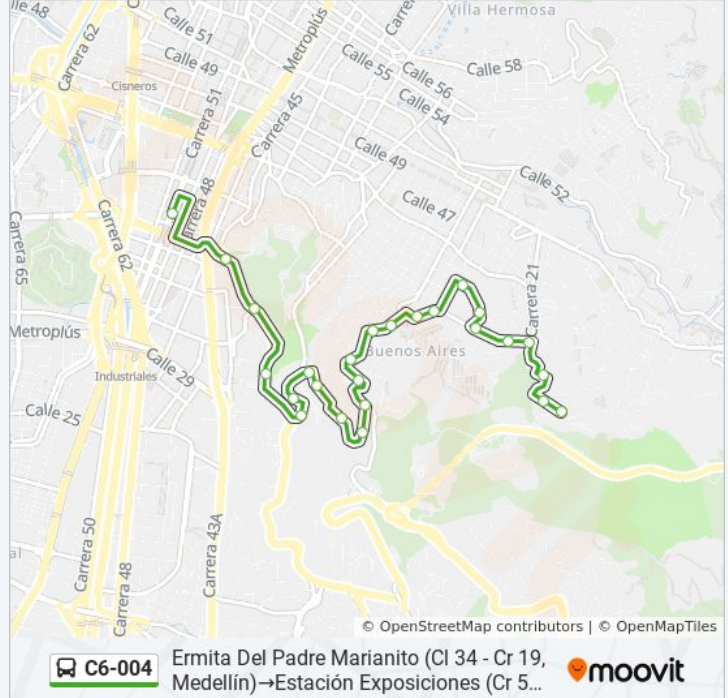 lle 48
Carrera 62
Calle 51
Calle 49
Cisneros
Carrera 51
Metroplús
Carrera 45
Villa Hermosa
Calle 55
Calle 56
Calle 54
Calle 58
Calle 49
Calle 52
Calle 47
Carrera 48
Carrera 62
Carrera 65
Carrera 21
Metroplús
Calle 29
Industriales
Buenos Aires
Calle 25
Carrera 50
Carrera 48
Carrera 43A
© OpenStreetMap contributors | © OpenMapTiles
C6-004
Ermita Del Padre Marianito (Cl 34 - Cr 19,
Medellín)→Estación Exposiciones (Cr 5...
moovit